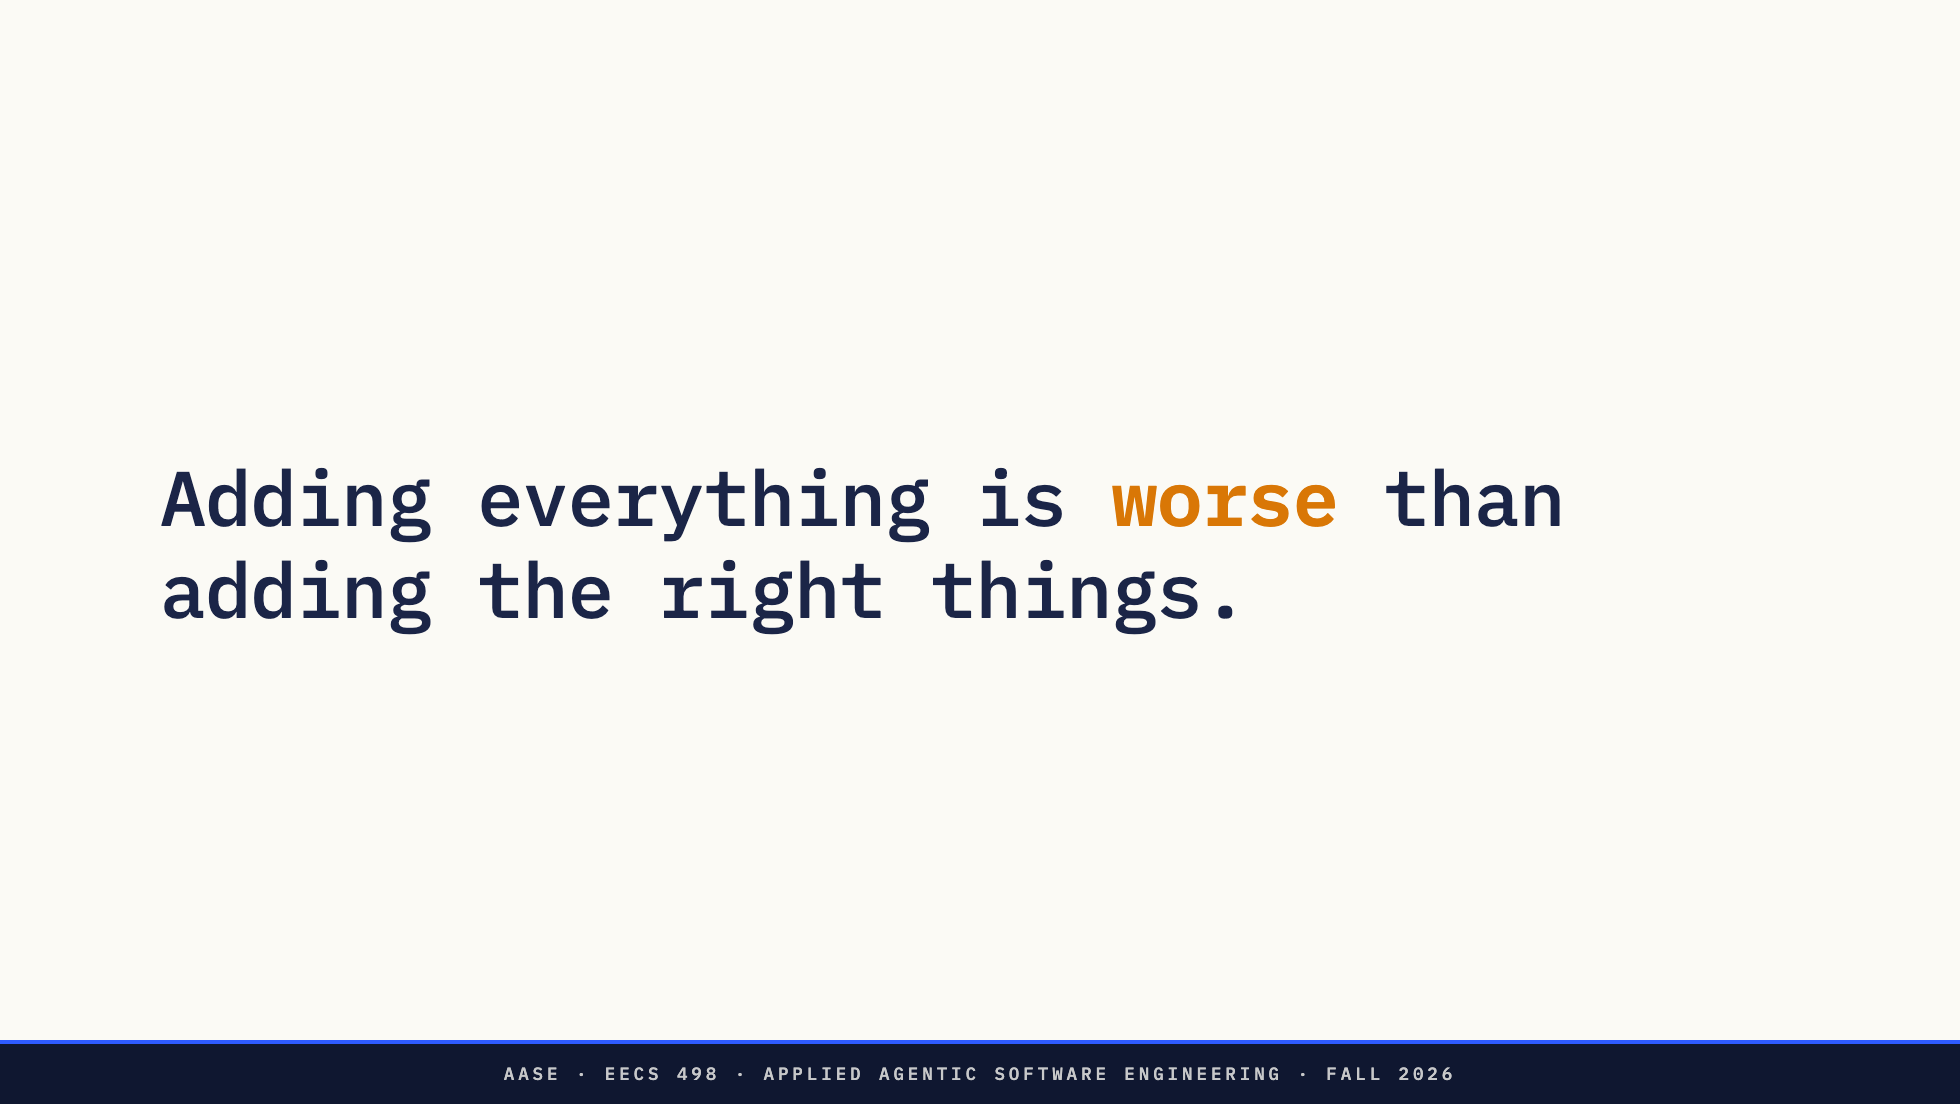 Adding everything is worse than
adding the right things.
AASE · EECS 498 · APPLIED AGENTIC SOFTWARE ENGINEERING · FALL 2026